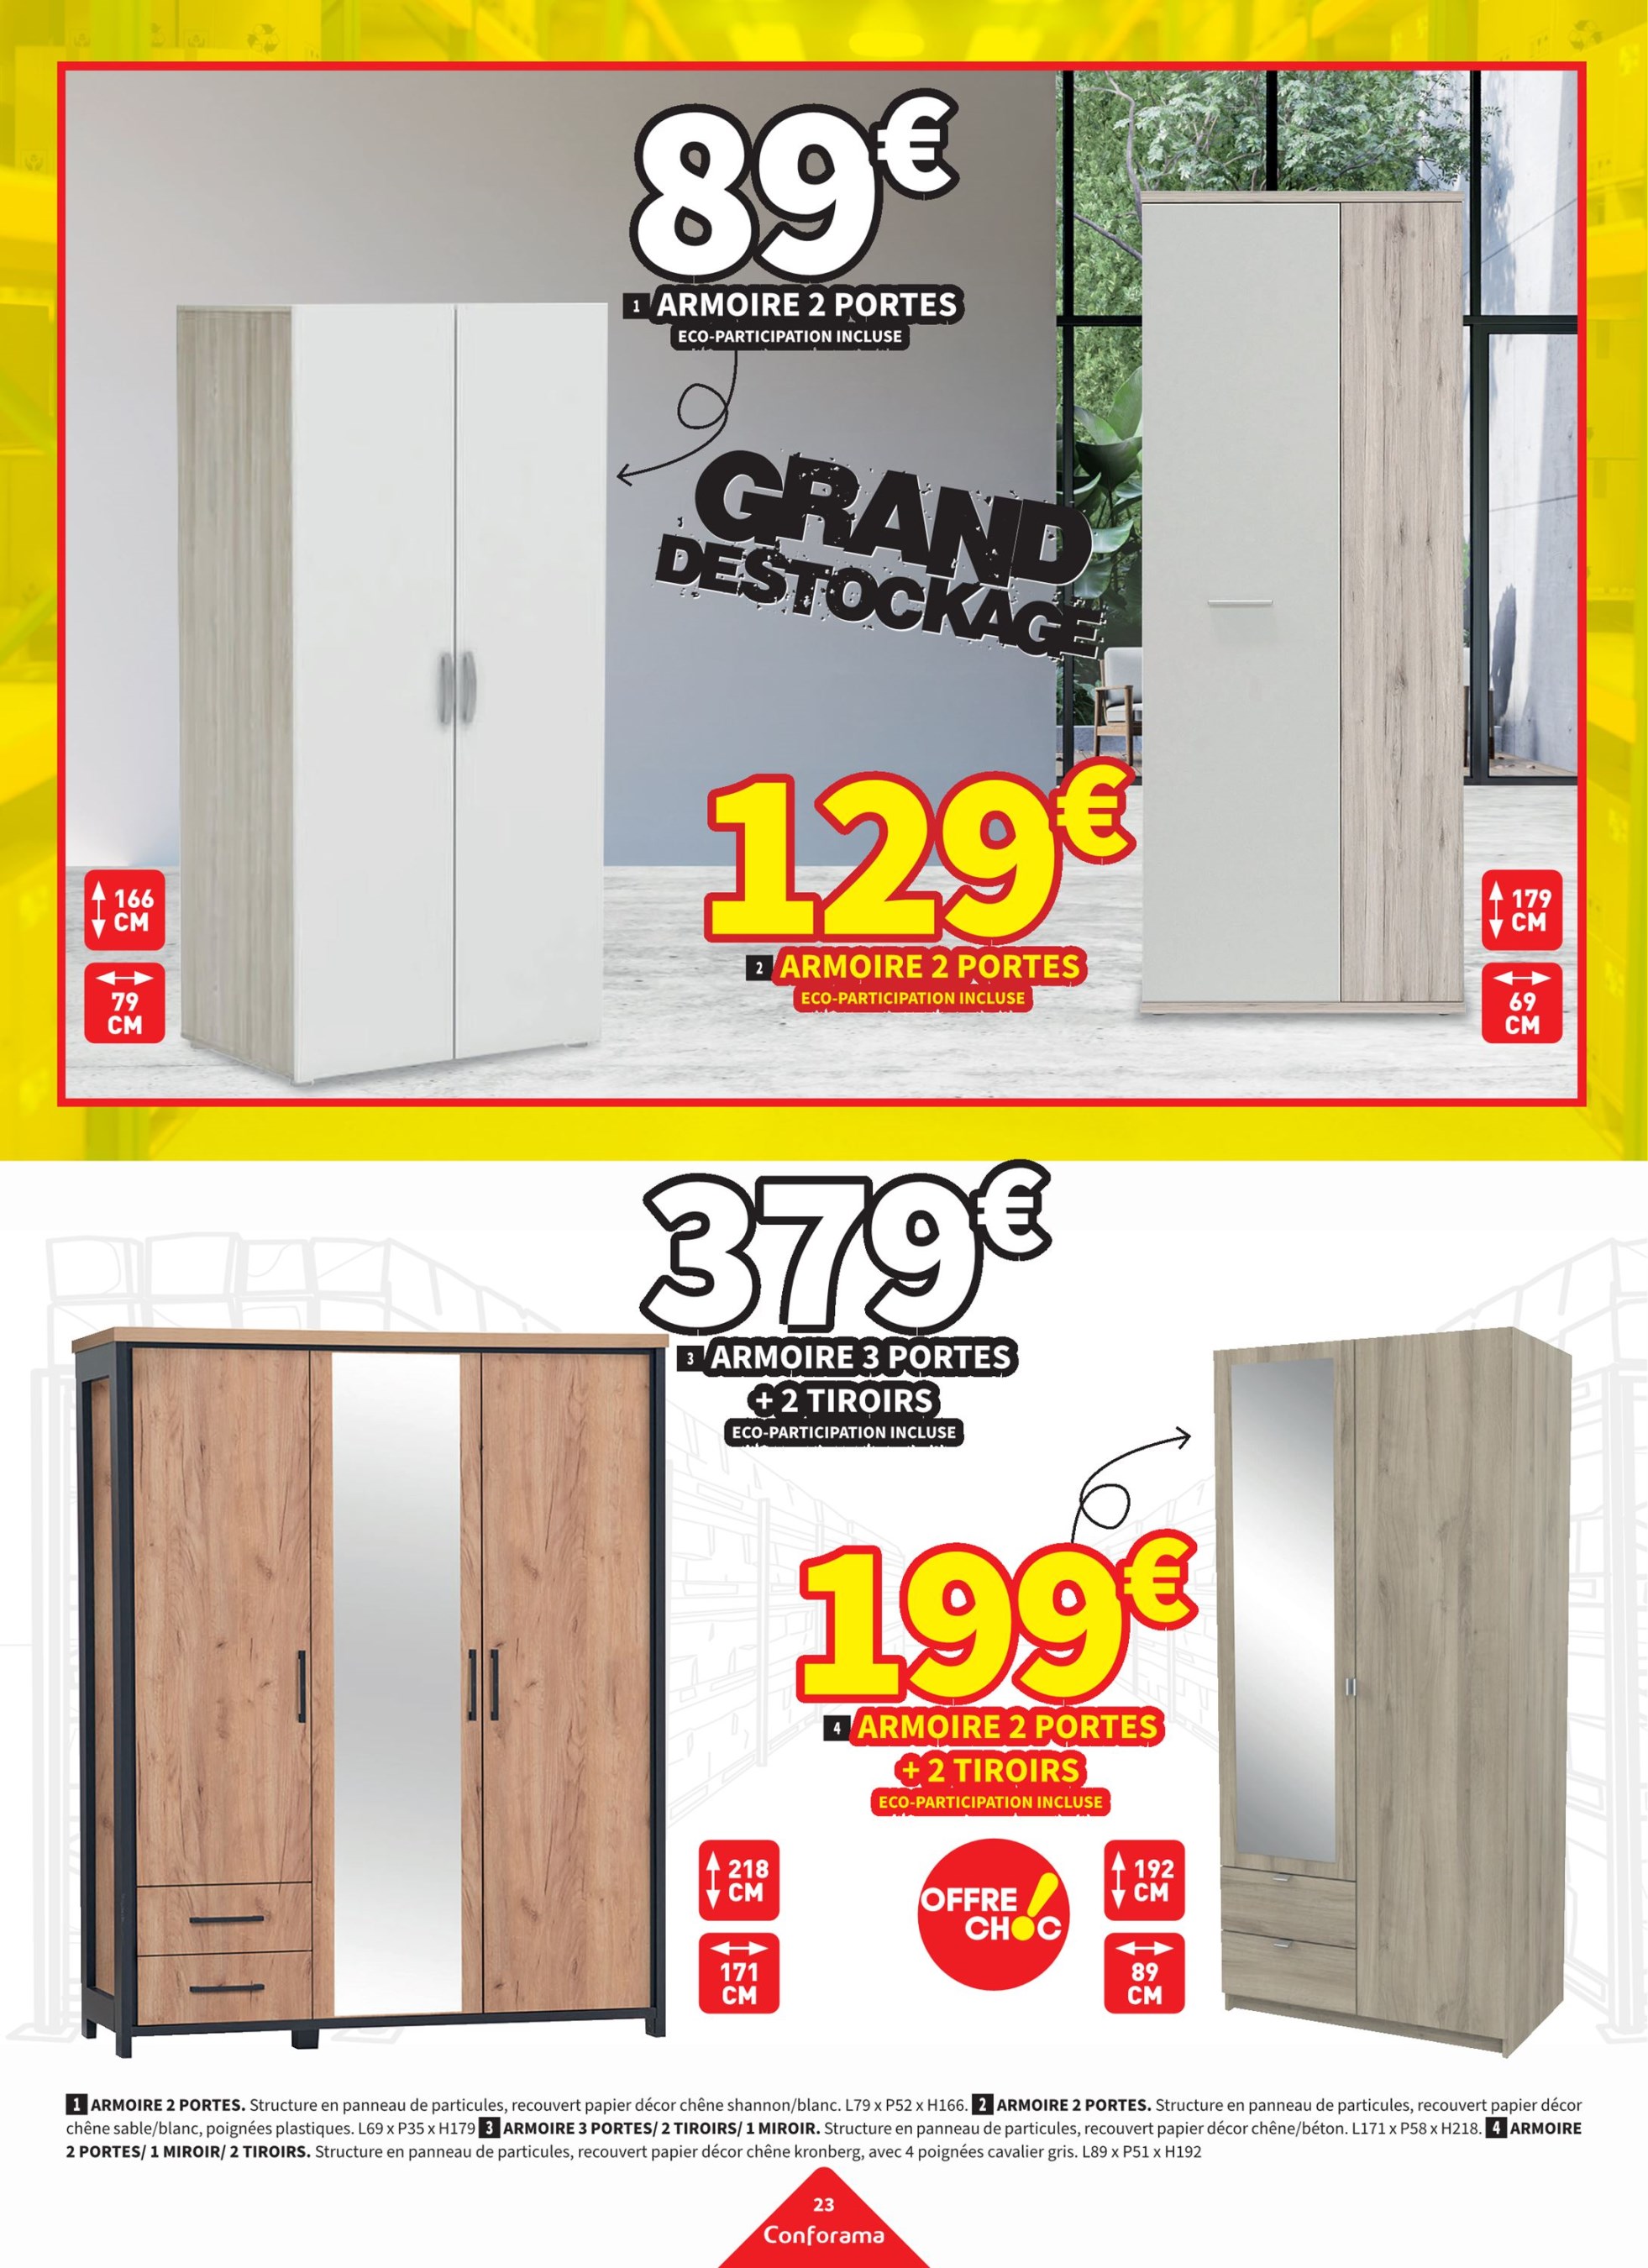 89€
1 ARMOIRE 2 PORTES
ECO-PARTICIPATION INCLUSE
GRAND
DESTOCKAGE
129€
2 ARMOIRE 2 PORTES
ECO-PARTICIPATION INCLUSE
166
CM
79
CM
179
CM
69
CM
379€
3 ARMOIRE 3 PORTES
+ 2 TIROIRS
ECO-PARTICIPATION INCLUSE
199€
4 ARMOIRE 2 PORTES
+ 2 TIROIRS
ECO-PARTICIPATION INCLUSE
218
CM
171
CM
OFFRE
CHOC !
192
CM
89
CM
1 ARMOIRE 2 PORTES. Structure en panneau de particules, recouvert papier décor chêne shannon/blanc. L79 x P52 x H166. 2 ARMOIRE 2 PORTES. Structure en panneau de particules, recouvert papier décor
chêne sable/blanc, poignées plastiques. L69 x P35 x H179 3 ARMOIRE 3 PORTES/ 2 TIROIRS/ 1 MIROIR. Structure en panneau de particules, recouvert papier décor chêne/béton. L171 x P58 x H218. 4 ARMOIRE
2 PORTES/ 1 MIROIR/ 2 TIROIRS. Structure en panneau de particules, recouvert papier décor chêne kronberg, avec 4 poignées cavalier gris. L89 x P51 x H192
23
Conforama